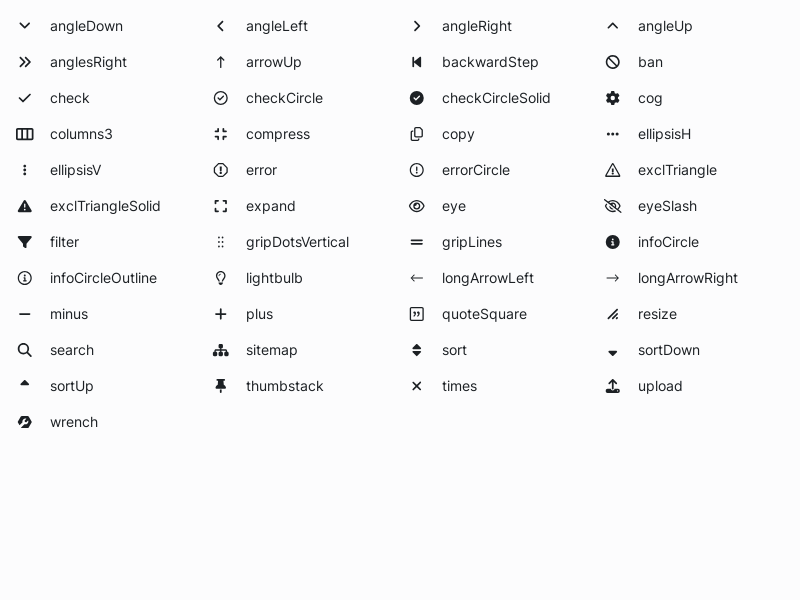 angleDown angleLeft angleRight angleUp
anglesRight arrowUp backwardStep ban
check checkCircle checkCircleSolid cog
columns3 compress copy ellipsisH
ellipsisV error errorCircle exclTriangle
exclTriangleSolid expand eye eyeSlash
filter gripDotsVertical gripLines infoCircle
infoCircleOutline lightbulb longArrowLeft longArrowRight
minus plus quoteSquare resize
search sitemap sort sortDown
sortUp thumbstack times upload
wrench